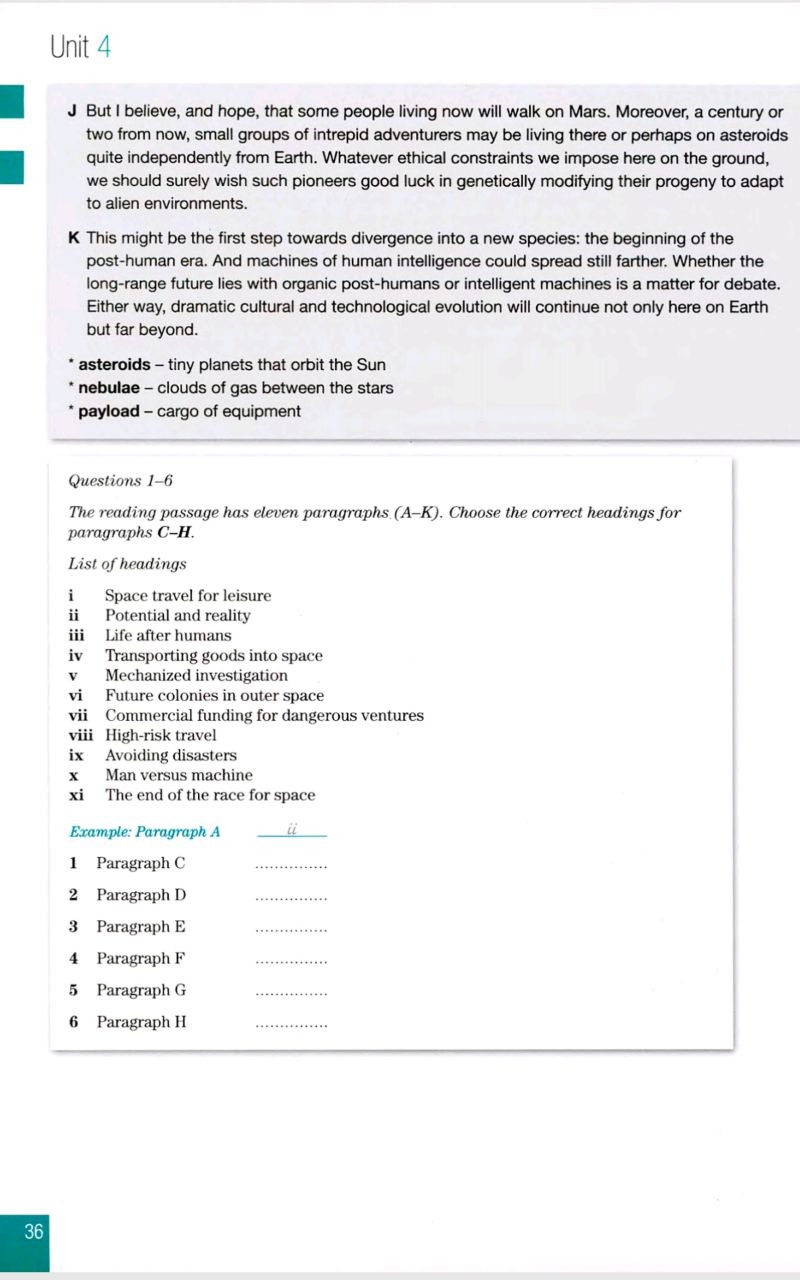 Unit 4
J But I believe, and hope, that some people living now will walk on Mars. Moreover, a century or
two from now, small groups of intrepid adventurers may be living there or perhaps on asteroids
quite independently from Earth. Whatever ethical constraints we impose here on the ground,
we should surely wish such pioneers good luck in genetically modifying their progeny to adapt
to alien environments.
K This might be the first step towards divergence into a new species: the beginning of the
post-human era. And machines of human intelligence could spread still farther. Whether the
long-range future lies with organic post-humans or intelligent machines is a matter for debate.
Either way, dramatic cultural and technological evolution will continue not only here on Earth
but far beyond.
* asteroids – tiny planets that orbit the Sun
* nebulae – clouds of gas between the stars
* payload – cargo of equipment
Questions 1–6
The reading passage has eleven paragraphs (A–K). Choose the correct headings for
paragraphs C–H.
List of headings
i Space travel for leisure
ii Potential and reality
iii Life after humans
iv Transporting goods into space
v Mechanized investigation
vi Future colonies in outer space
vii Commercial funding for dangerous ventures
viii High-risk travel
ix Avoiding disasters
x Man versus machine
xi The end of the race for space
Example: Paragraph A ii
1 Paragraph C ...............
2 Paragraph D ...............
3 Paragraph E ...............
4 Paragraph F ...............
5 Paragraph G ...............
6 Paragraph H ...............
36